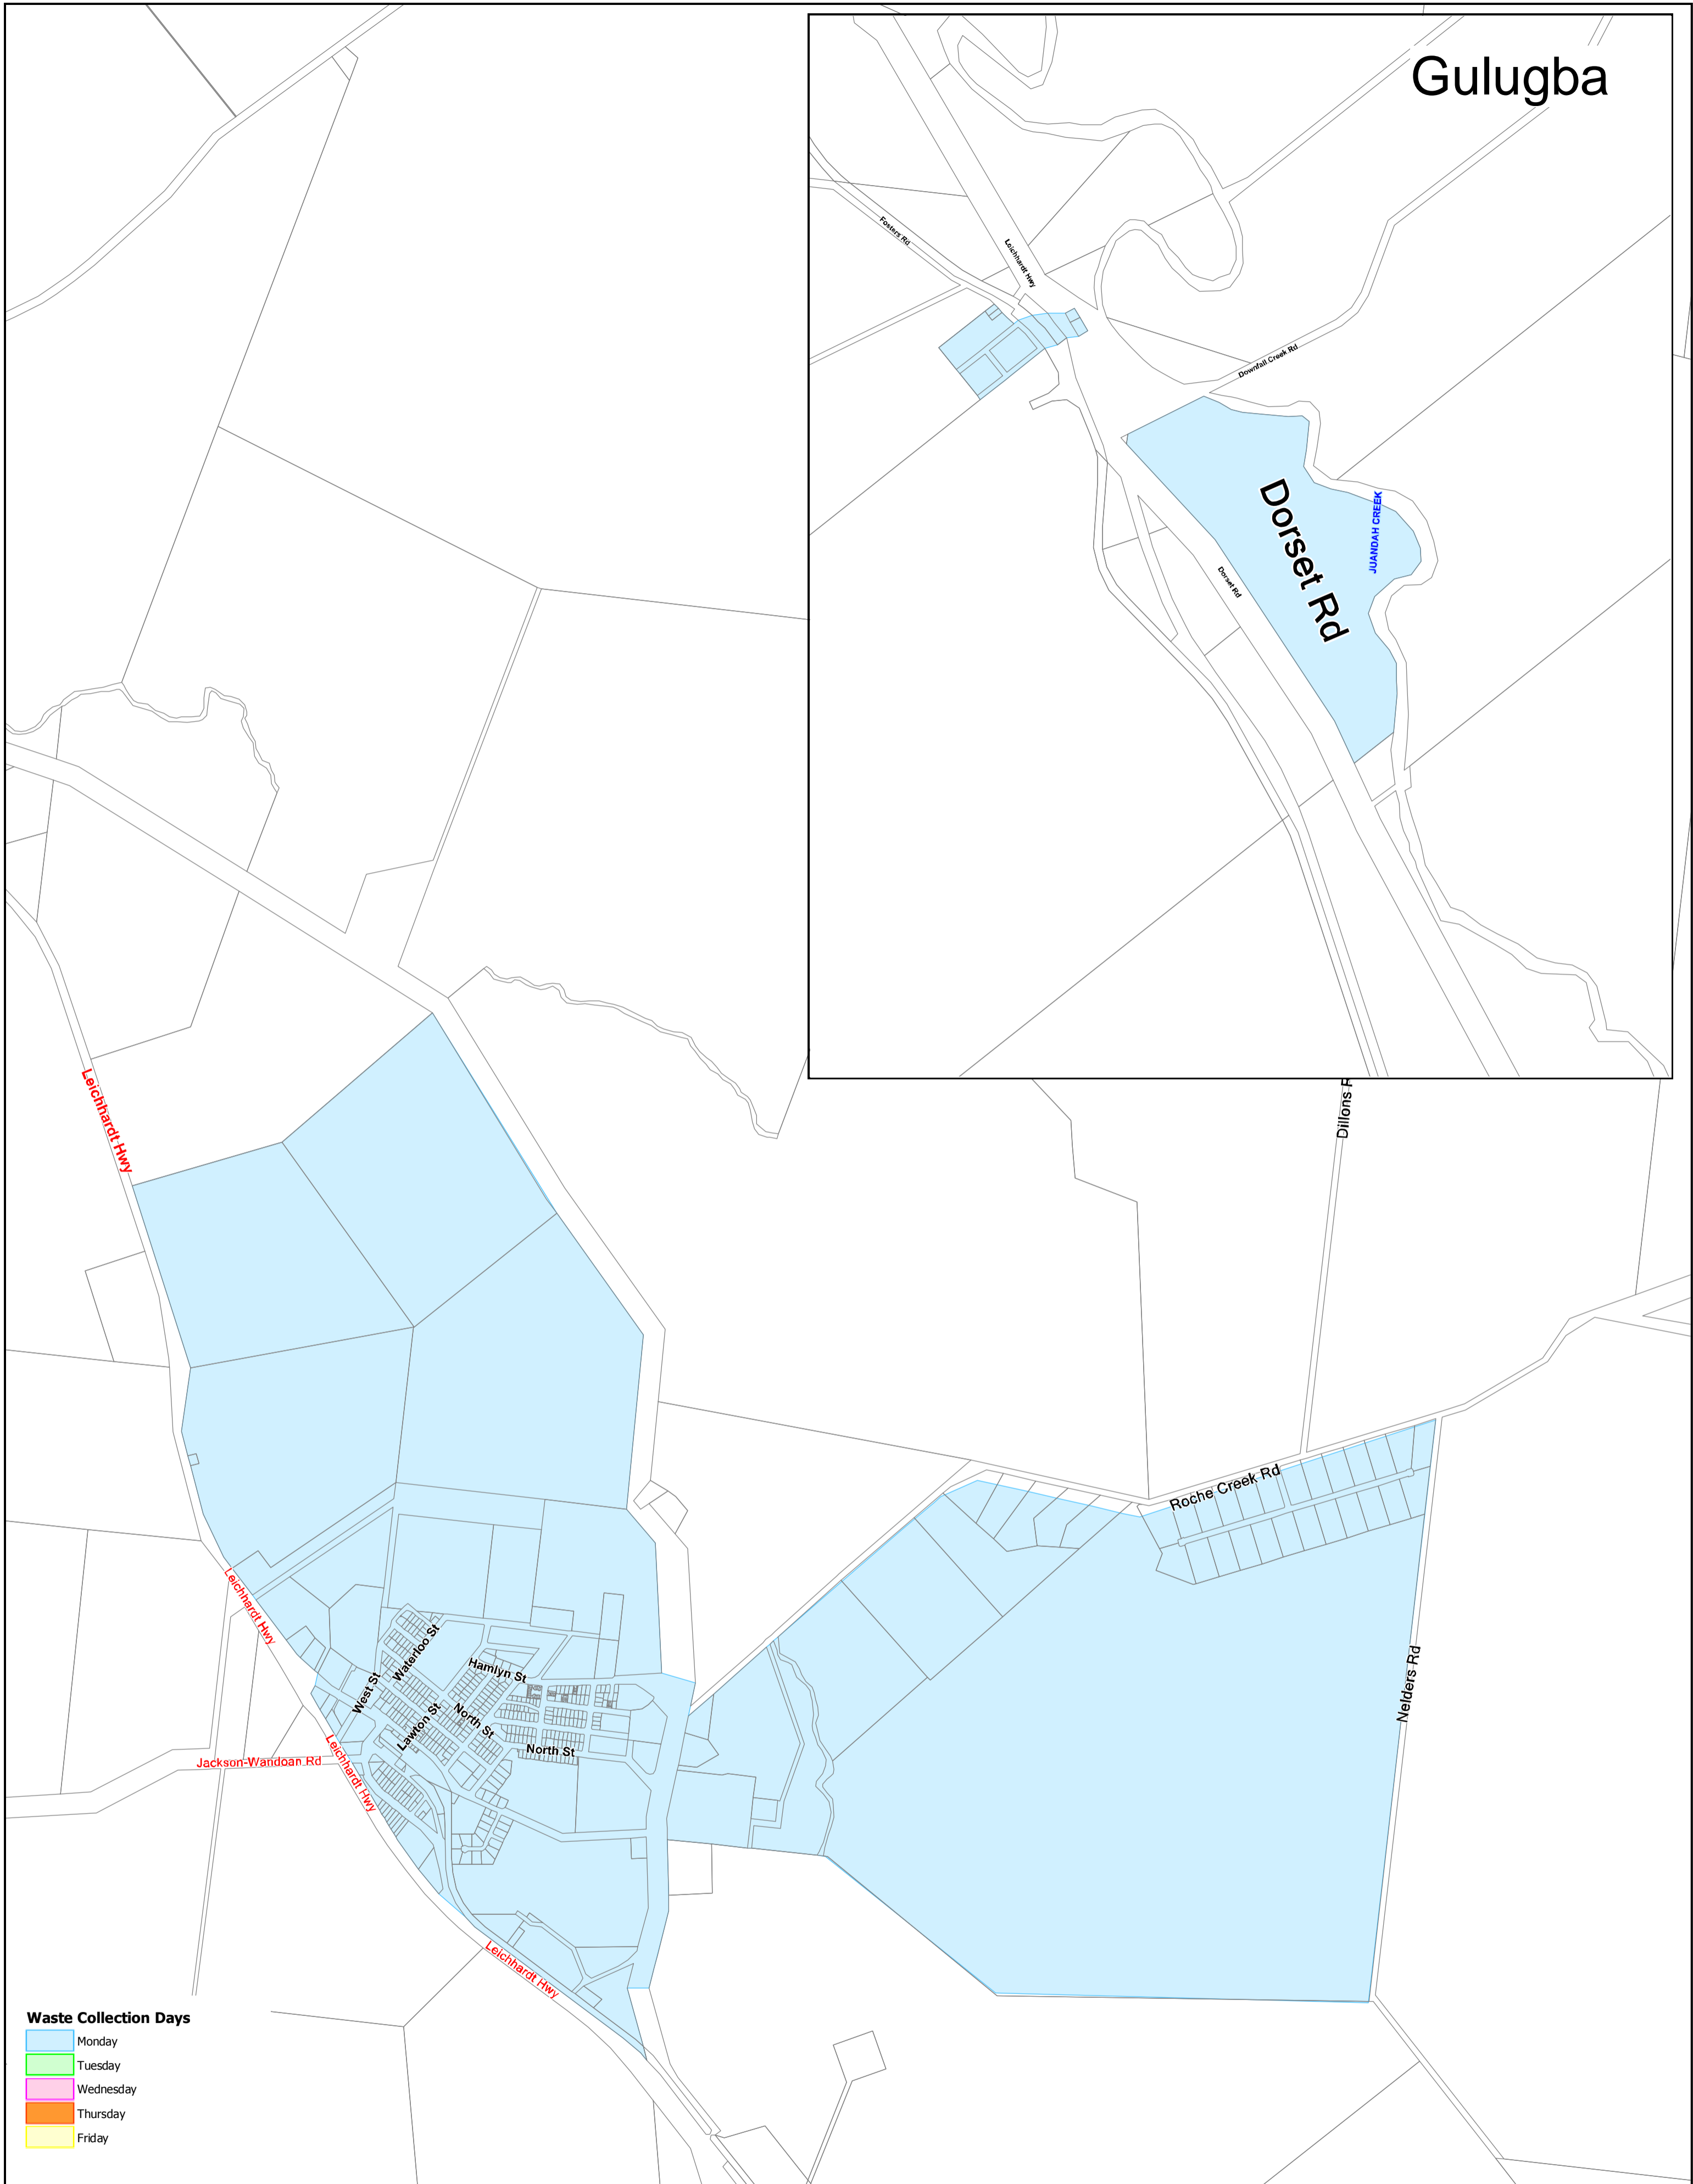 Gulugba
Fosters Rd
Leichhardt Hwy
Downfall Creek Rd
Dorset Rd
JUANDAH CREEK
Dorset Rd
Leichhardt Hwy
Dillons R
Roche Creek Rd
Leichhardt Hwy
Waterloo St
Hamlyn St
West St
Nelders Rd
Lawton St
North St
North St
Jackson-Wandoan Rd
Leichhardt Hwy
Leichhardt Hwy
Waste Collection Days
Monday
Tuesday
Wednesday
Thursday
Friday